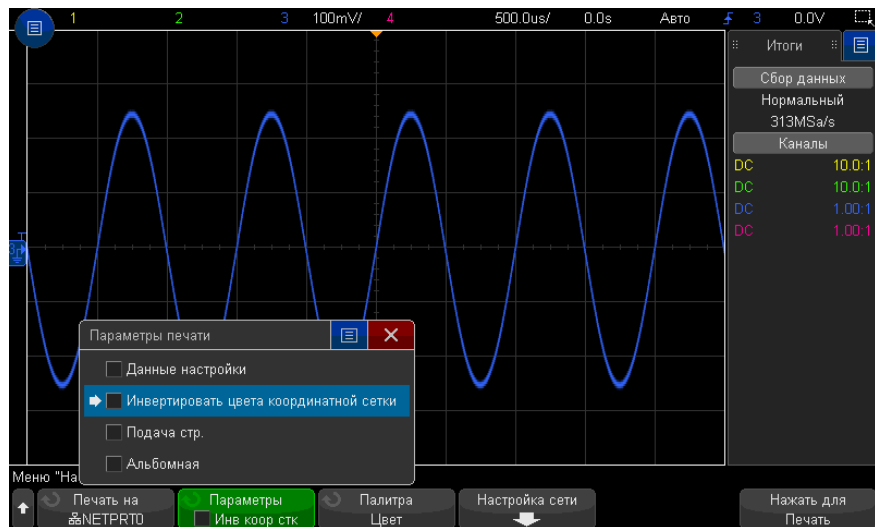 1 2 3 100mV/ 4 500.0us/ 0.0s Авто 3 0.0V
Итоги
Сбор данных
Нормальный
313MSa/s
Каналы
DC 10.0:1
DC 10.0:1
DC 1.00:1
DC 1.00:1
3
Параметры печати
Данные настройки
Инвертировать цвета координатной сетки
Подача стр.
Альбомная
Меню "На
Печать на
NETPRT0
Параметры
Инв коор стк
Палитра
Цвет
Настройка сети
Нажать для
Печать